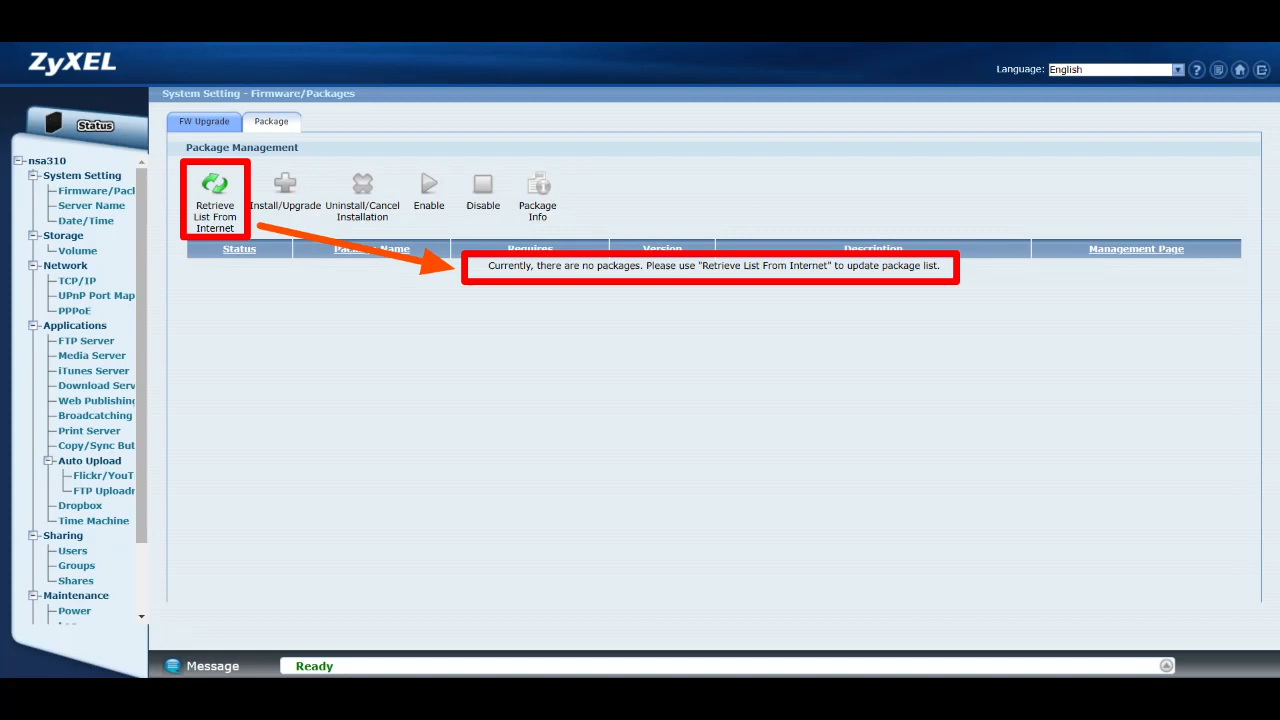 ZyXEL
Language: English
System Setting - Firmware/Packages
Status
FW Upgrade
Package
Package Management
Retrieve
List From
Internet
Install/Upgrade
Uninstall/Cancel
Installation
Enable
Disable
Package
Info
Status
Package Name
Requires
Version
Description
Management Page
Currently, there are no packages. Please use "Retrieve List From Internet" to update package list.
nsa310
System Setting
Firmware/Pacl
Server Name
Date/Time
Storage
Volume
Network
TCP/IP
UPnP Port Map
PPPoE
Applications
FTP Server
Media Server
iTunes Server
Download Serv
Web Publishing
Broadcatching
Print Server
Copy/Sync But
Auto Upload
Flickr/YouT
FTP Uploadr
Dropbox
Time Machine
Sharing
Users
Groups
Shares
Maintenance
Power
Message
Ready